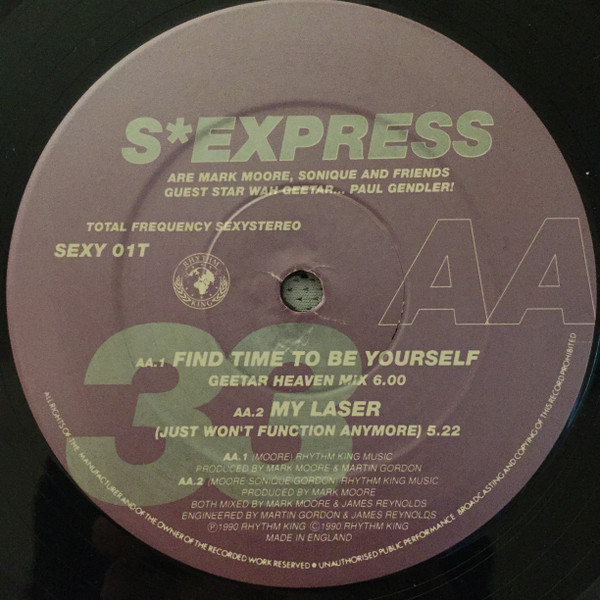 S*EXPRESS
ARE MARK MOORE, SONIQUE AND FRIENDS
GUEST STAR WAH GEETAR... PAUL GENDLER!
TOTAL FREQUENCY SEXYSTEREO
SEXY 01T
RHYTHM
KING
AA
33
AA.1 FIND TIME TO BE YOURSELF
GEETAR HEAVEN MIX 6.00
AA.2 MY LASER
(JUST WON'T FUNCTION ANYMORE) 5.22
AA.1 (MOORE) RHYTHM KING MUSIC
PRODUCED BY MARK MOORE & MARTIN GORDON
AA.2 (MOORE SONIQUE GORDON) RHYTHM KING MUSIC
PRODUCED BY MARK MOORE
BOTH MIXED BY MARK MOORE & JAMES REYNOLDS
ENGINEERED BY MARTIN GORDON & JAMES REYNOLDS
Ⓟ1990 RHYTHM KING Ⓒ1990 RHYTHM KING
MADE IN ENGLAND
ALL RIGHTS OF THE MANUFACTURER AND OF THE OWNER OF THE RECORDED WORK RESERVED ● UNAUTHORISED PUBLIC PERFORMANCE BROADCASTING AND COPYING OF THIS RECORD PROHIBITED